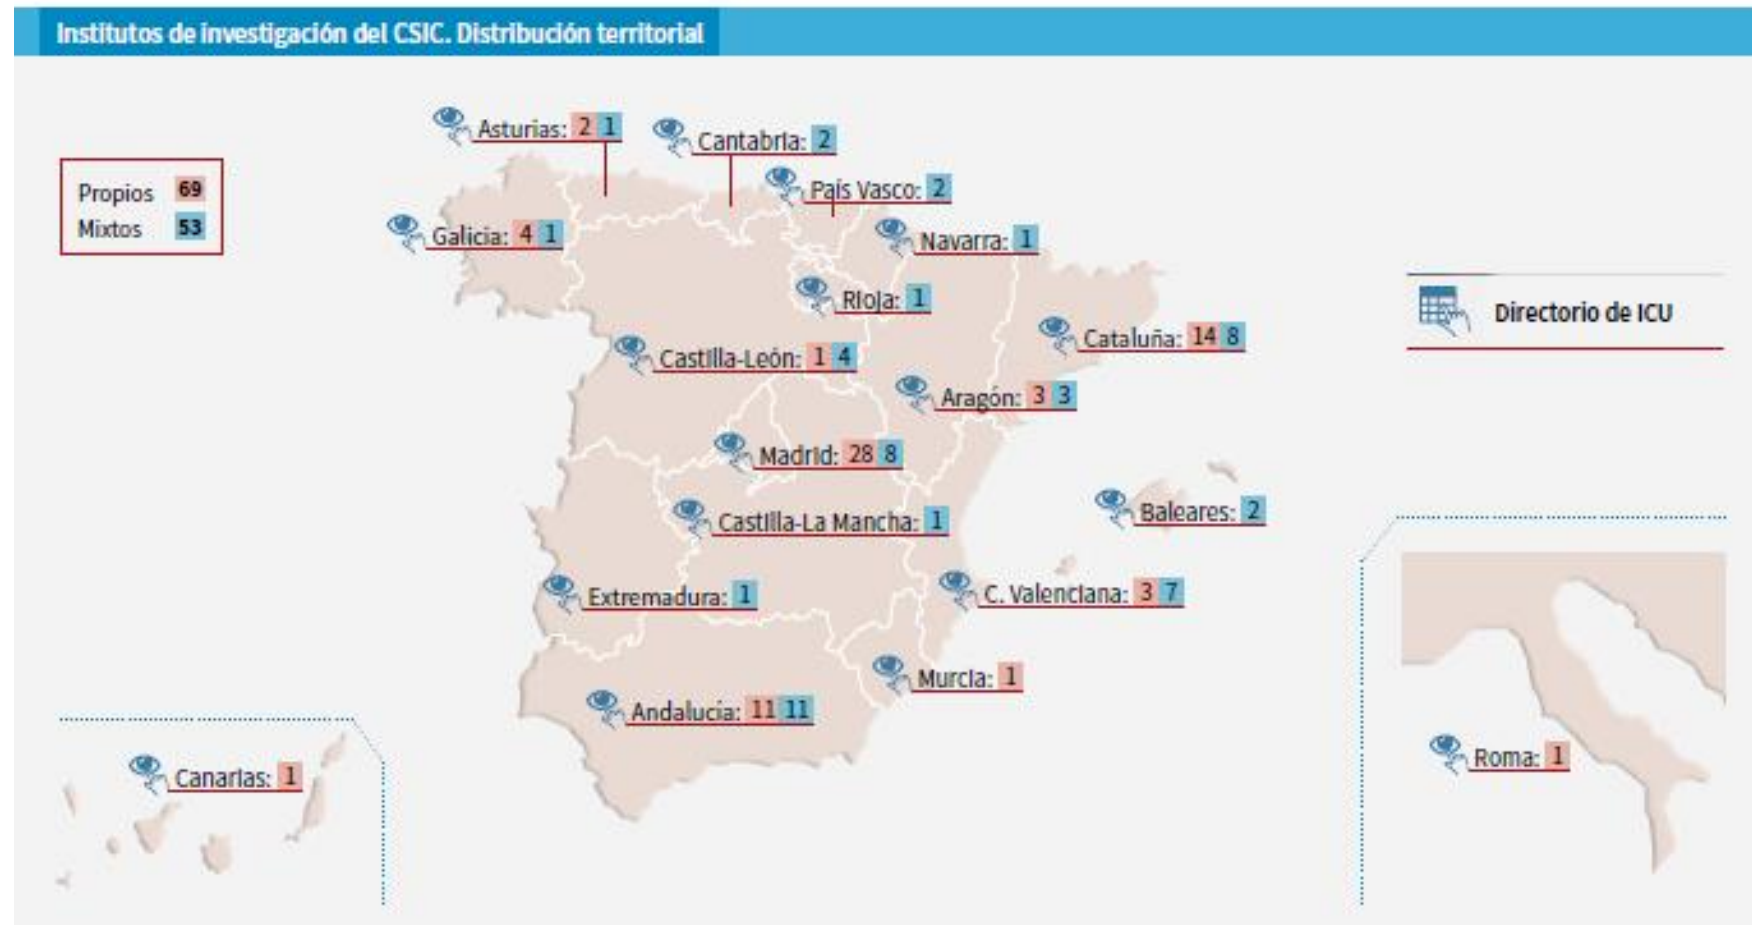 Institutos de investigación del CSIC. Distribución territorial
Asturias: 2 1
Cantabria: 2
Propios 69
Mixtos 53
País Vasco: 2
Galicia: 4 1
Navarra: 1
Rioja: 1
Directorio de ICU
Cataluña: 14 8
Castilla-León: 1 4
Aragón: 3 3
Madrid: 28 8
Baleares: 2
Castilla-La Mancha: 1
Extremadura: 1
C. Valenciana: 3 7
Murcia: 1
Andalucía: 11 11
Roma: 1
Canarias: 1